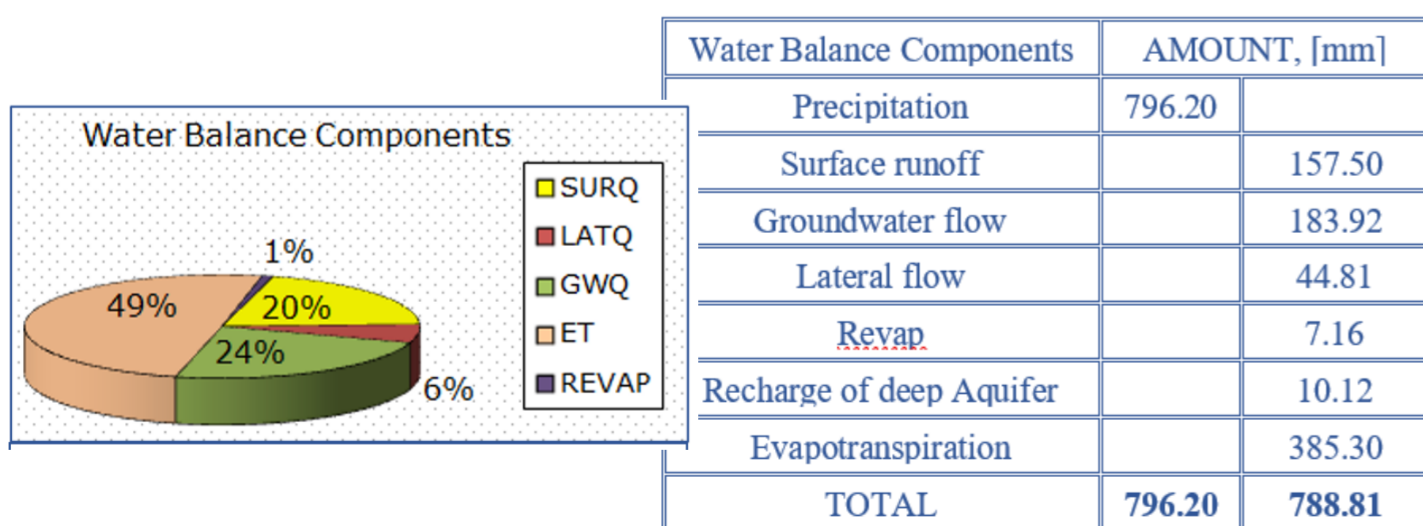 Water Balance Components
1%
49%
20%
24%
6%
SURQ
LATQ
GWQ
ET
REVAP
Water Balance Components AMOUNT, [mm]
Precipitation 796.20
Surface runoff 157.50
Groundwater flow 183.92
Lateral flow 44.81
Revap 7.16
Recharge of deep Aquifer 10.12
Evapotranspiration 385.30
TOTAL 796.20 788.81